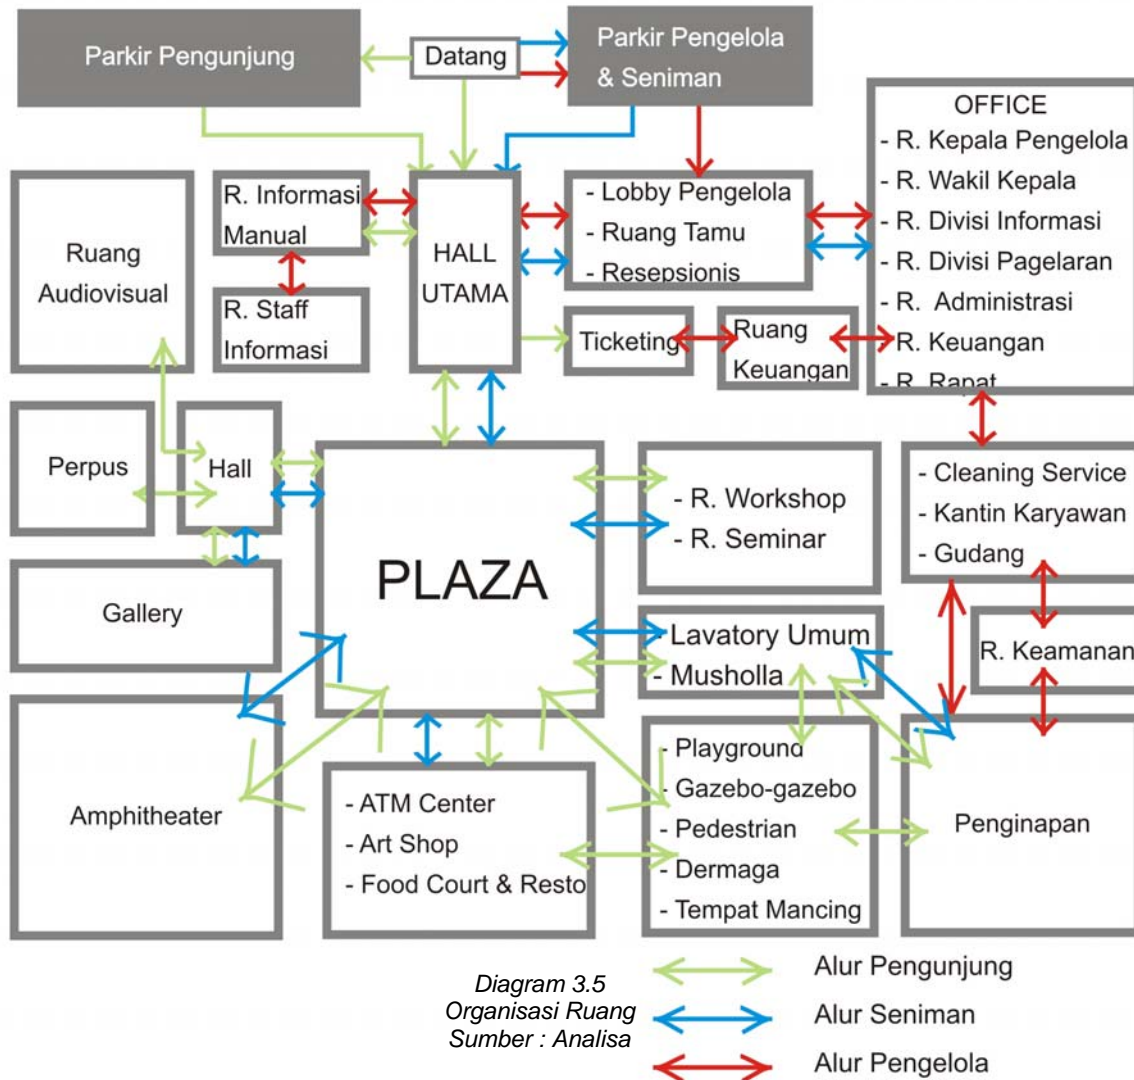 Parkir Pengunjung
Datang
Parkir Pengelola
& Seniman
OFFICE
- R. Kepala Pengelola
- R. Wakil Kepala
- R. Divisi Informasi
- R. Divisi Pagelaran
- R. Administrasi
- R. Keuangan
- R. Rapat
Ruang
Audiovisual
R. Informasi
Manual
R. Staff
Informasi
HALL
UTAMA
- Lobby Pengelola
- Ruang Tamu
- Resepsionis
Ticketing
Ruang
Keuangan
Perpus
Hall
PLAZA
- R. Workshop
- R. Seminar
- Cleaning Service
- Kantin Karyawan
- Gudang
Gallery
- Lavatory Umum
- Musholla
R. Keamanan
Amphitheater
- ATM Center
- Art Shop
- Food Court & Resto
- Playground
- Gazebo-gazebo
- Pedestrian
- Dermaga
- Tempat Mancing
Penginapan
Diagram 3.5
Organisasi Ruang
Sumber : Analisa
Alur Pengunjung
Alur Seniman
Alur Pengelola